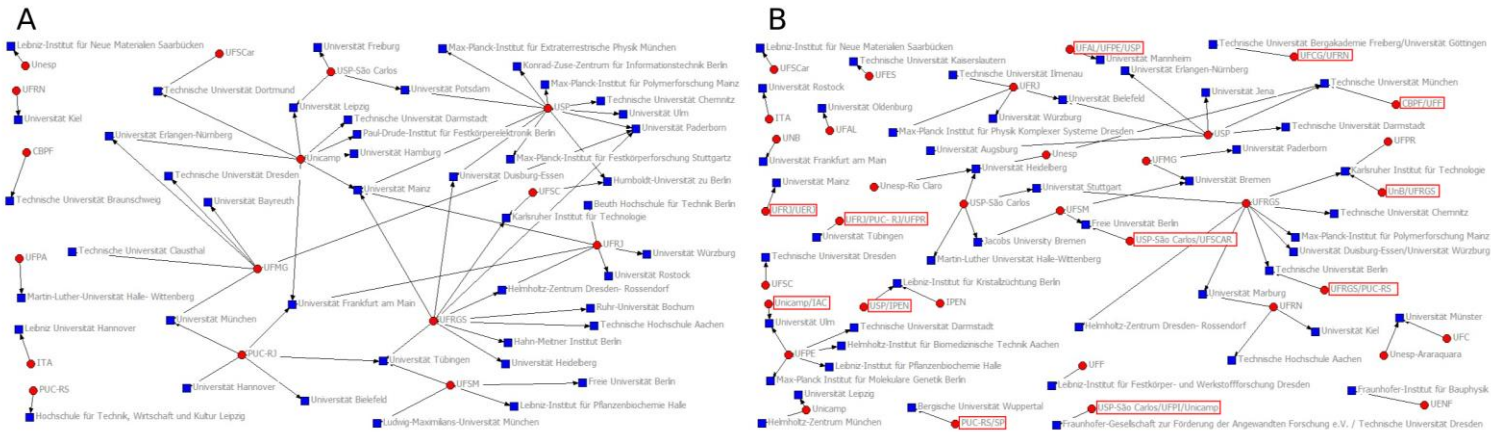 A
Leibniz-Institut für Neue Materialen Saarbücken
Unesp
UFSCar
Universität Freiburg
Max-Planck-Institut für Extraterrestrische Physik München
Konrad-Zuse-Zentrum für Informationstechnik Berlin
USP-São Carlos
UFRN
Technische Universität Dortmund
Universität Potsdam
Max-Planck-Institut für Polymerforschung Mainz
Technische Universität Chemnitz
USP
Universität Ulm
Universität Leipzig
Universität Kiel
Technische Universität Darmstadt
Universität Paderborn
Universität Erlangen-Nürnberg
Paul-Drude-Institut für Festkörperelektronik Berlin
CBPF
Universität Hamburg
Unicamp
Max-Planck-Institut für Festkörperforschung Stuttgartz
Technische Universität Dresden
Universität Dusburg-Essen
Universität Mainz
UFSC
Humboldt-Universität zu Berlin
Technische Universität Braunschweig
Universität Bayreuth
Beuth Hochschule für Technik Berlin
Karlsruher Institut für Technologie
Technische Universität Clausthal
UFRJ
Universität Würzburg
UFPA
UFMG
Universität Rostock
Helmholtz-Zentrum Dresden- Rossendorf
Martin-Luther-Universität Halle- Wittenberg
Universität Frankfurt am Main
Ruhr-Universität Bochum
Universität München
UFRGS
Technische Hochschule Aachen
Leibniz Universität Hannover
Hahn-Meitner Institut Berlin
PUC-RJ
Universität Tübingen
Universität Heidelberg
ITA
Universität Hannover
UFSM
Freie Universität Berlin
PUC-RS
Universität Bielefeld
Leibniz-Institut für Pflanzenbiochemie Halle
Hochschule für Technik, Wirtschaft und Kultur Leipzig
Ludwig-Maximilians-Universität München
B
Leibniz-Institut für Neue Materialen Saarbücken
UFAL/UFPE/USP
Technische Universität Bergakademie Freiberg/Universität Göttingen
Universität Mannheim
UFCG/UFRN
UFSCar
Technische Universität Kaiserslautern
UFES
Technische Universität Ilmenau
Universität Erlangen-Nürnberg
Technische Universität München
Universität Rostock
UFRJ
Universität Jena
Universität Oldenburg
Universität Bielefeld
CBPF/UFF
ITA
Universität Würzburg
UFAL
Max-Planck Institut für Physik Komplexer Systeme Dresden
USP
Technische Universität Darmstadt
UNB
Universität Augsburg
Unesp
Universität Paderborn
UFPR
Universität Frankfurt am Main
Universität Heidelberg
UFMG
Karlsruher Institut für Technologie
Universität Mainz
Unesp-Rio Claro
Universität Stuttgart
Universität Bremen
UnB/UFRGS
UFRJ/UERJ
USP-São Carlos
UFSM
UFRGS
Technische Universität Chemnitz
UFRJ/PUC- RJ/UFPR
Freie Universität Berlin
Universität Tübingen
Jacobs Universty Bremen
USP-São Carlos/UFSCAR
Max-Planck-Institut für Polymerforschung Mainz
Universität Duisburg-Essen/Universität Würzburg
Technische Universität Dresden
Martin-Luther Universität Halle-Wittenberg
Technische Universität Berlin
UFSC
Leibniz-Institut für Kristallzüchtung Berlin
UFRGS/PUC-RS
Unicamp/IAC
USP/IPEN
IPEN
Universität Marburg
UFRN
Universität Ulm
Technische Universität Darmstadt
Helmholtz-Zentrum Dresden- Rossendorf
Universität Kiel
Universität Münster
UFPE
Helmholz-Institut für Biomedizinische Technik Aachen
UFC
Leibniz-Institut für Pflanzenbiochemie Halle
Technische Hochschule Aachen
Unesp-Araraquara
Max-Planck Institut für Molekulare Genetik Berlin
UFF
Universität Leipzig
Leibniz-Institut für Festkörper- und Werkstoffforschung Dresden
Fraunhofer-Institut für Bauphysik
Unicamp
Bergische Universität Wuppertal
USP-São Carlos/UFPI/Unicamp
UENF
Helmholtz-Zentrum München
PUC-RS/SP
Fraunhofer-Gesellschaft zur Förderung der Angewandten Forschung e.V. / Technische Universität Dresden